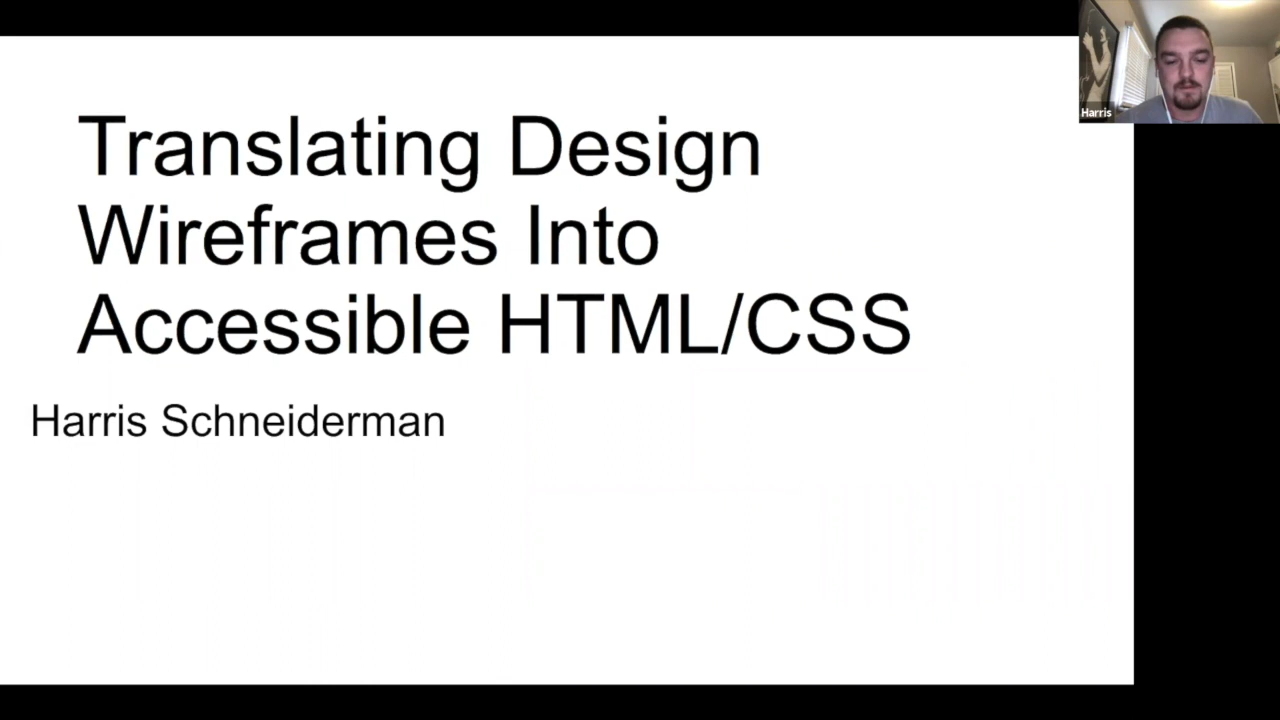 Translating Design
Wireframes Into
Accessible HTML/CSS
Harris Schneiderman
Harris